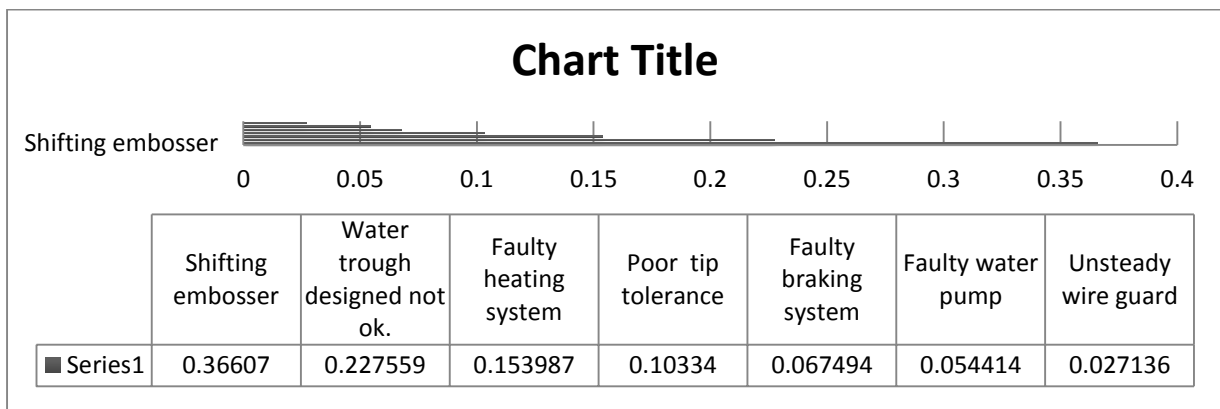 Chart Title
Shifting embosser
0 0.05 0.1 0.15 0.2 0.25 0.3 0.35 0.4
Shifting
embosser
Water
trough
designed not
ok.
Faulty
heating
system
Poor tip
tolerance
Faulty
braking
system
Faulty water
pump
Unsteady
wire guard
Series1 0.36607 0.227559 0.153987 0.10334 0.067494 0.054414 0.027136